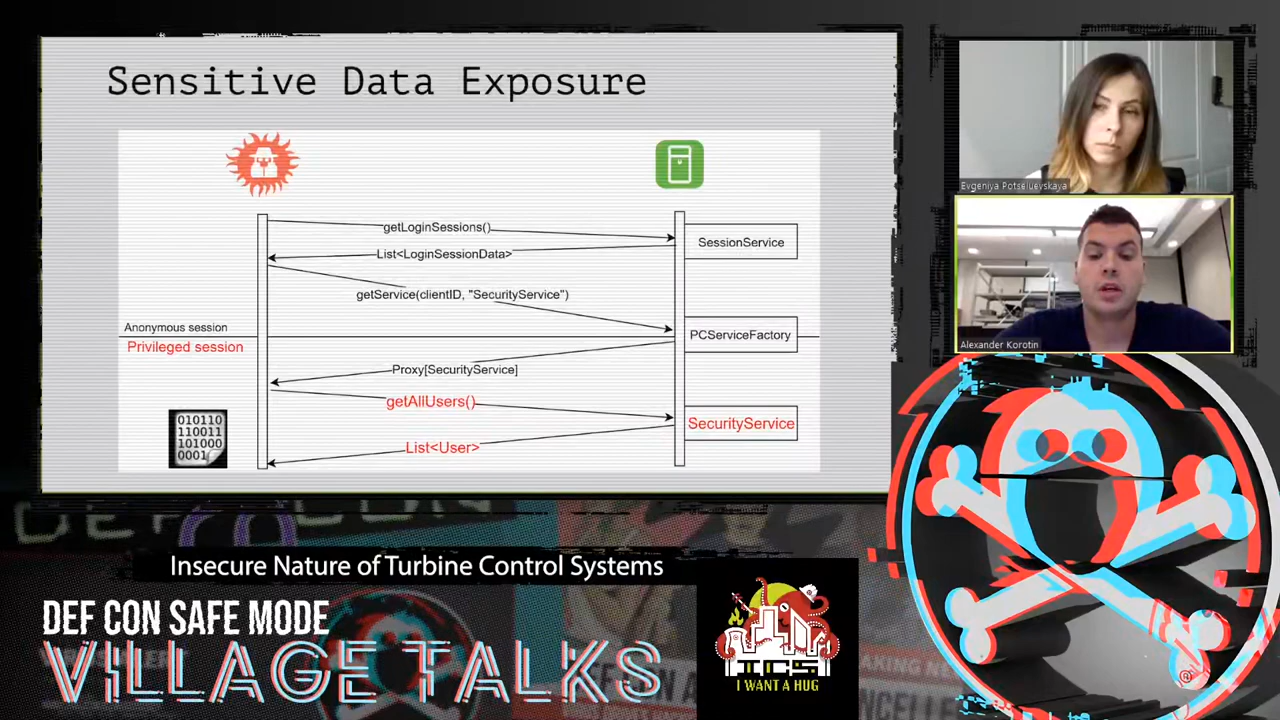 Sensitive Data Exposure
getLoginSessions()
SessionService
List<LoginSessionData>
getService(clientID, "SecurityService")
Anonymous session
PCServiceFactory
Privileged session
Proxy[SecurityService]
getAllUsers()
SecurityService
List<User>
010110
110011
101000
0001
Evgeniya Potseluevskaya
Alexander Korotin
Insecure Nature of Turbine Control Systems
DEF CON SAFE MODE
VILLAGE TALKS
ICS
I WANT A HUG
DEF CON